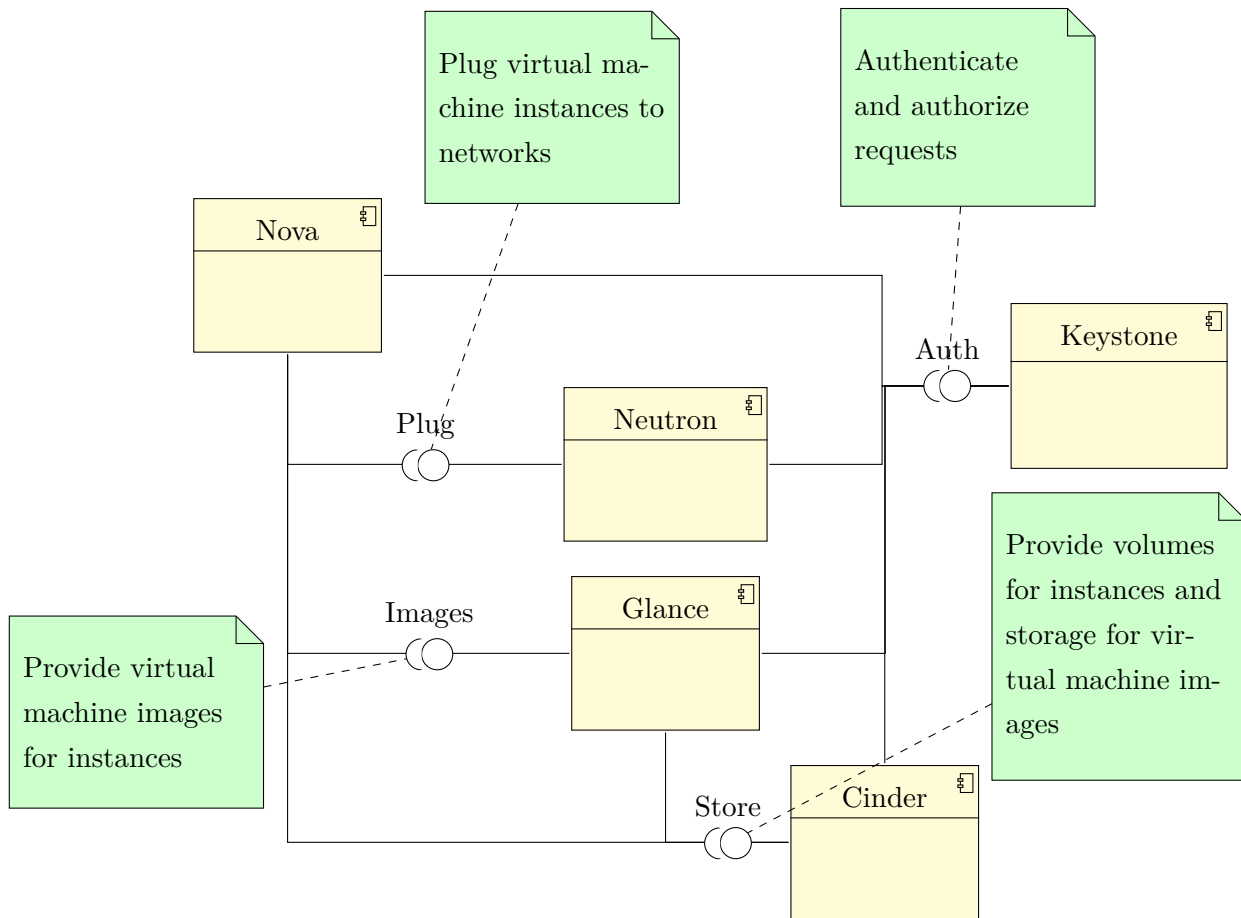 Plug virtual ma-
chine instances to
networks
Authenticate
and authorize
requests
Nova
Keystone
Auth
Neutron
Plug
Provide volumes
for instances and
storage for vir-
tual machine im-
ages
Glance
Images
Provide virtual
machine images
for instances
Cinder
Store